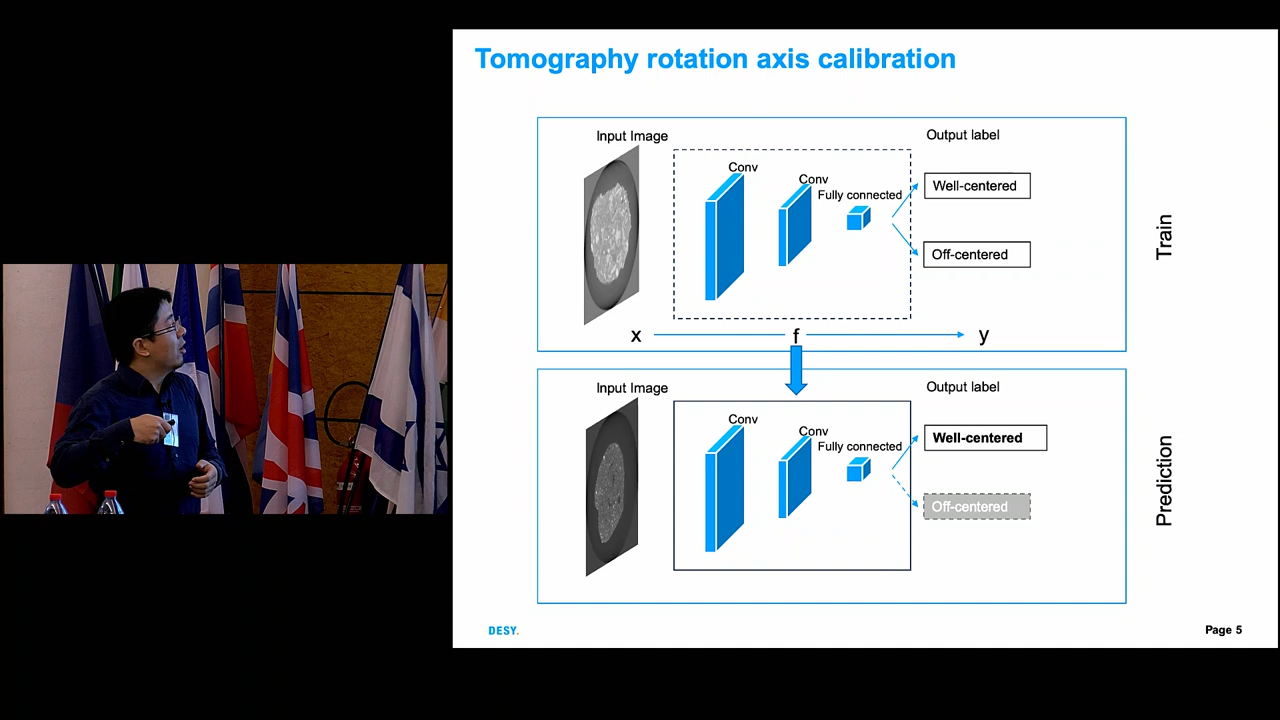 Tomography rotation axis calibration
Input Image
Output label
Conv
Conv
Fully connected
Well-centered
Off-centered
x
f
y
Train
Input Image
Output label
Conv
Conv
Fully connected
Well-centered
Off-centered
Prediction
DESY.
Page 5